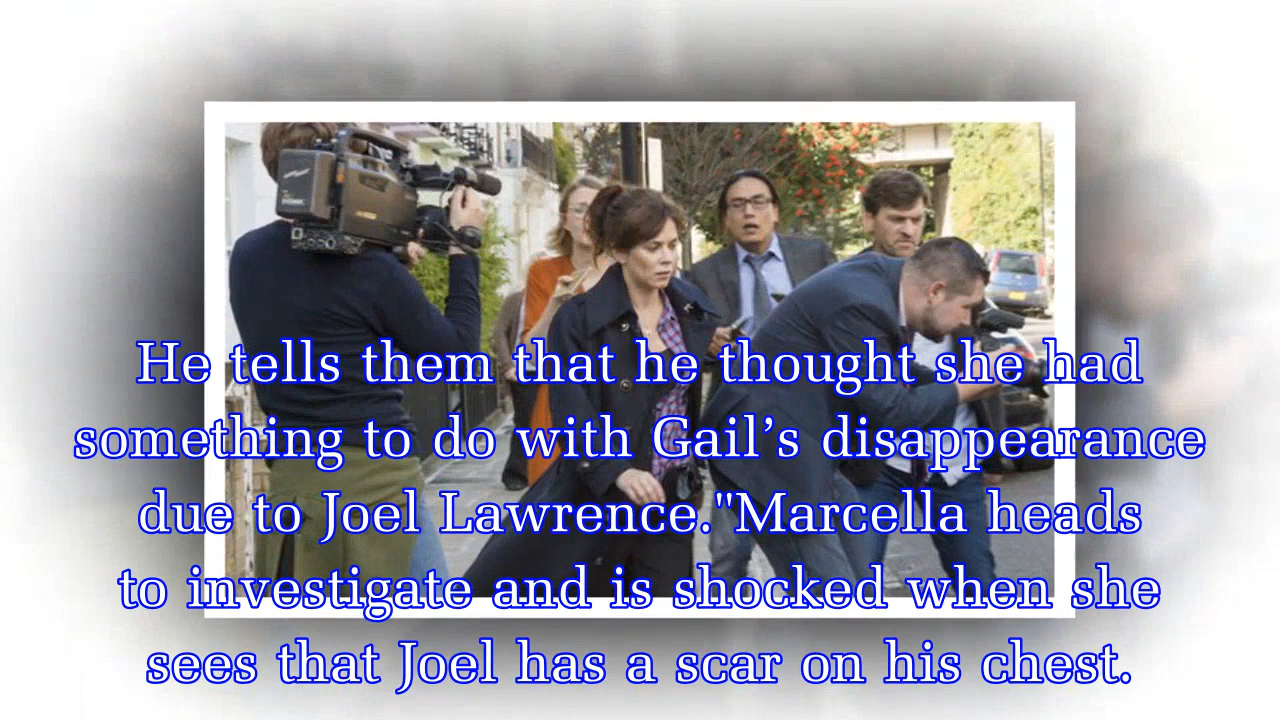 He tells them that he thought she had
something to do with Gail’s disappearance
due to Joel Lawrence."Marcella heads
to investigate and is shocked when she
sees that Joel has a scar on his chest.